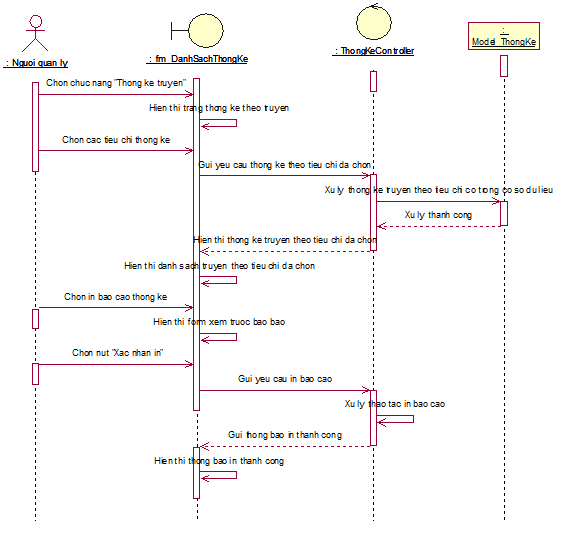 : Nguoi quan ly
: fm_DanhSachThongKe
: ThongKeController
:
Model_ThongKe
Chon chuc nang "Thong ke truyen"
Hien thi trang thong ke theo truyen
Chon cac tieu chi thong ke
Gui yeu cau thong ke theo tieu chi da chon
Xu ly thong ke truyen theo tieu chi co trong co so du lieu
Xu ly thanh cong
Hien thi thong ke truyen theo tieu chi da chon
Hien thi danh sach truyen theo tieu chi da chon
Chon in bao cao thong ke
Hien thi form xem truoc bao bao
Chon nut "Xac nhan in"
Gui yeu cau in bao cao
Xu ly thao tac in bao cao
Gui thong bao in thanh cong
Hien thi thong bao in thanh cong